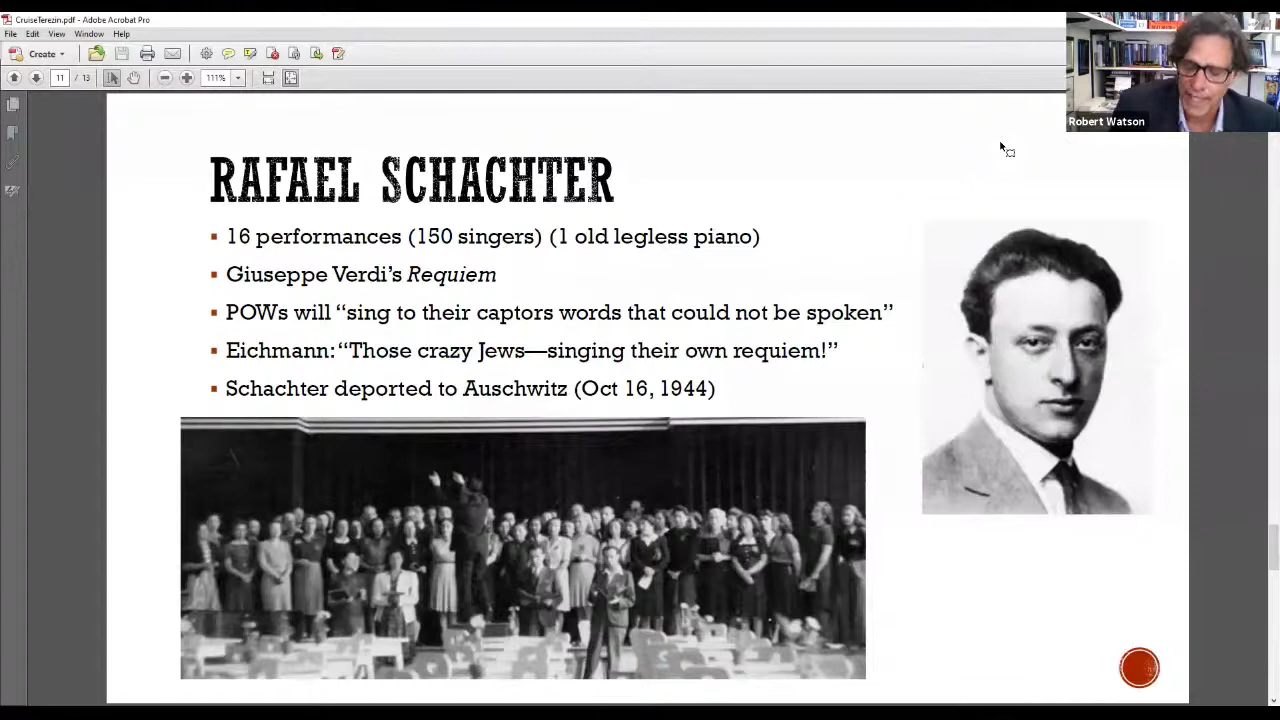 CruiseTerezin.pdf - Adobe Acrobat Pro
File Edit View Window Help
Create
11 / 13 111%
Robert Watson
RAFAEL SCHACHTER
16 performances (150 singers) (1 old legless piano)
Giuseppe Verdi’s Requiem
POWs will “sing to their captors words that could not be spoken”
Eichmann: “Those crazy Jews—singing their own requiem!”
Schachter deported to Auschwitz (Oct 16, 1944)